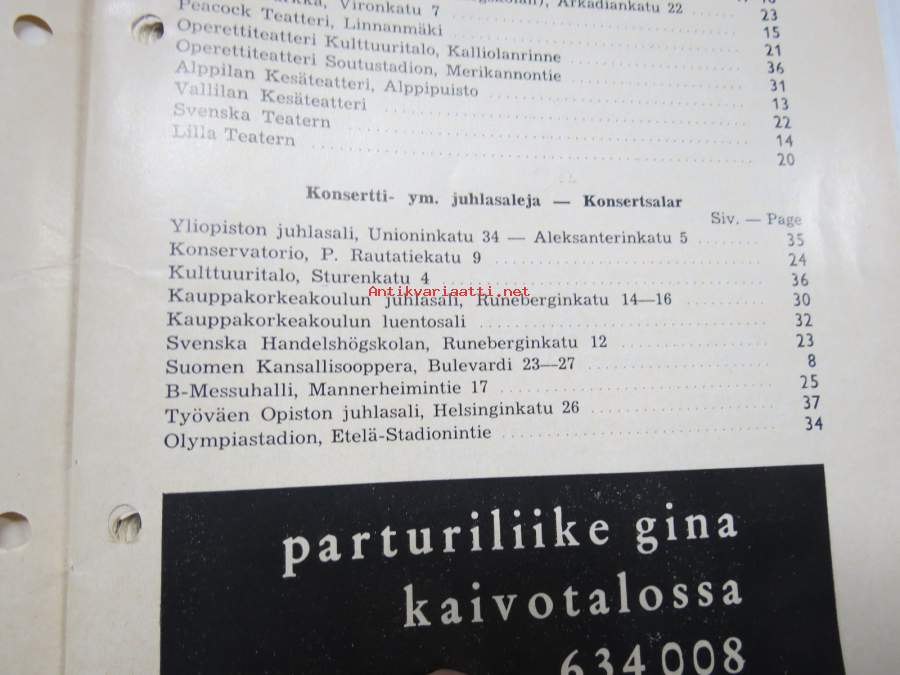 Arkadiankatu 22 ...... 23
Vironkatu 7 ...... 15
Peacock Teatteri, Linnanmäki ...... 21
Operettiteatteri Kulttuuritalo, Kalliolanrinne ...... 36
Operettiteatteri Soutustadion, Merikannontie ...... 31
Alppilan Kesäteatteri, Alppipuisto ...... 13
Vallilan Kesäteatteri ...... 22
Svenska Teatern ...... 14
Lilla Teatern ...... 20
Konsertti- ym. juhlasaleja — Konsertsalar
Siv. — Page
Yliopiston juhlasali, Unioninkatu 34 — Aleksanterinkatu 5 ...... 35
Konservatorio, P. Rautatiekatu 9 ...... 24
Kulttuuritalo, Sturenkatu 4 ...... 36
Antikvariaatti.net
Kauppakorkeakoulun juhlasali, Runeberginkatu 14—16 ...... 30
Kauppakorkeakoulun luentosali ...... 32
Svenska Handelshögskolan, Runeberginkatu 12 ...... 23
Suomen Kansallisooppera, Bulevardi 23—27 ...... 8
B-Messuhalli, Mannerheimintie 17 ...... 25
Työväen Opiston juhlasali, Helsinginkatu 26 ...... 37
Olympiastadion, Etelä-Stadionintie ...... 34
parturiliike gina
kaivotalossa
634 008